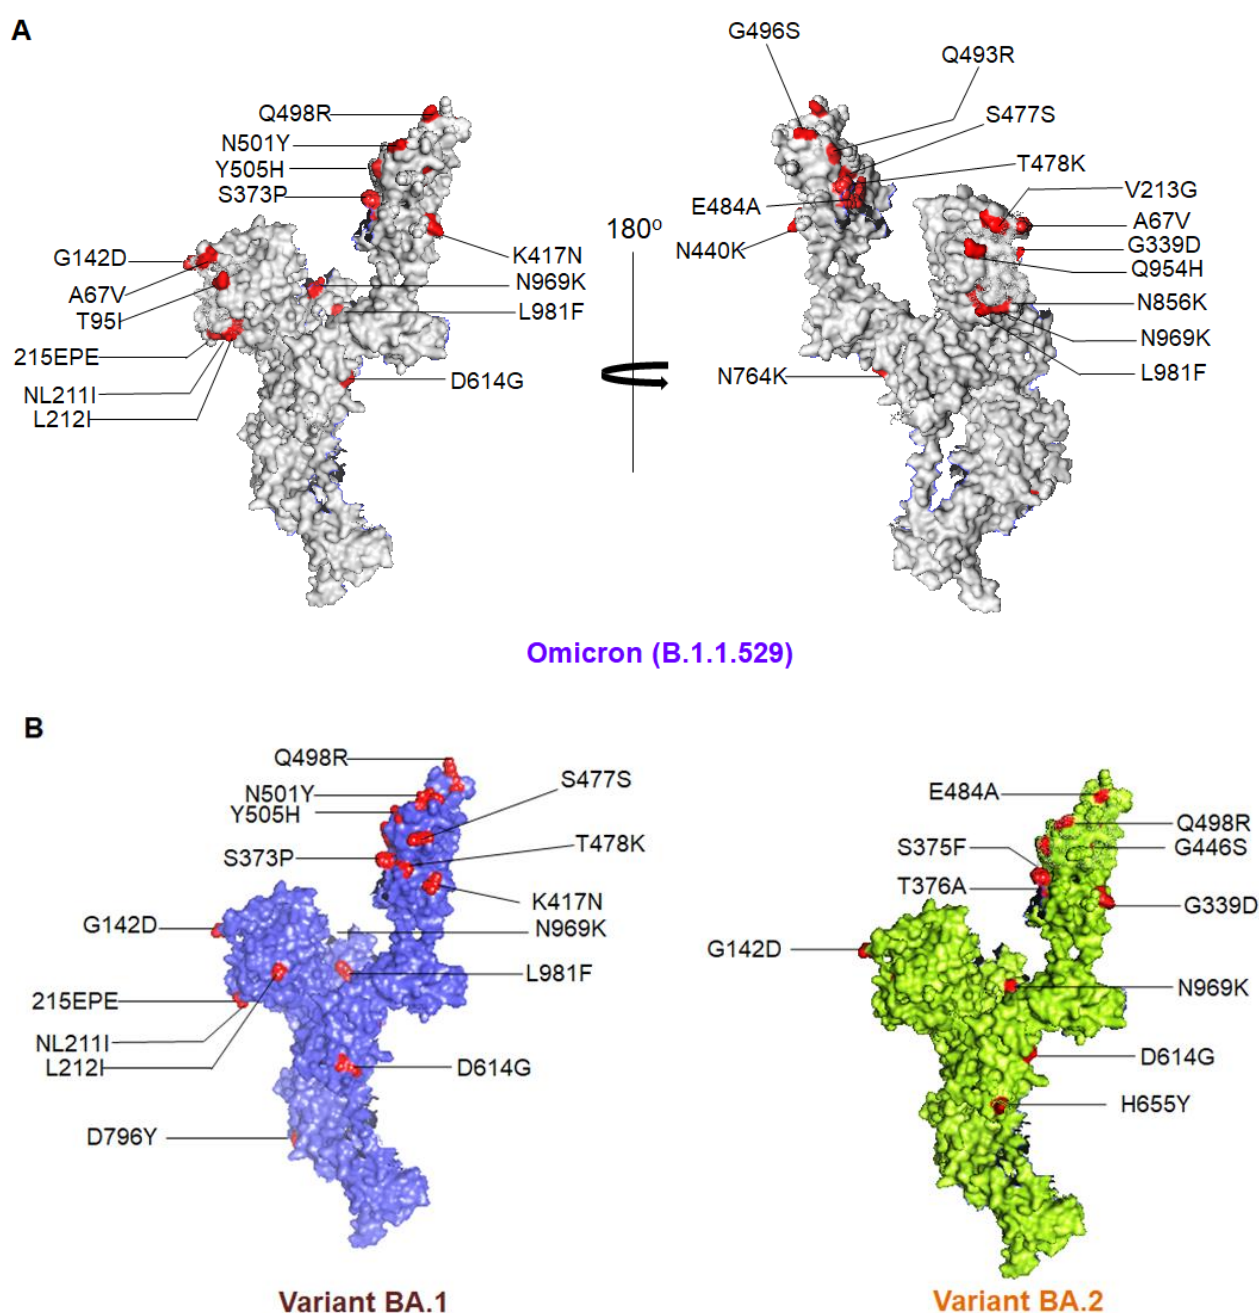 A
Q498R
N501Y
Y505H
S373P
G142D
A67V
T95I
215EPE
NL211I
L212I
K417N
N969K
L981F
D614G
180º
G496S
Q493R
S477S
T478K
E484A
N440K
V213G
A67V
G339D
Q954H
N856K
N969K
L981F
N764K
Omicron (B.1.1.529)
B
Q498R
N501Y
Y505H
S373P
S477S
T478K
K417N
G142D
N969K
L981F
215EPE
NL211I
L212I
D614G
D796Y
Variant BA.1
E484A
Q498R
G446S
S375F
T376A
G339D
G142D
N969K
D614G
H655Y
Variant BA.2